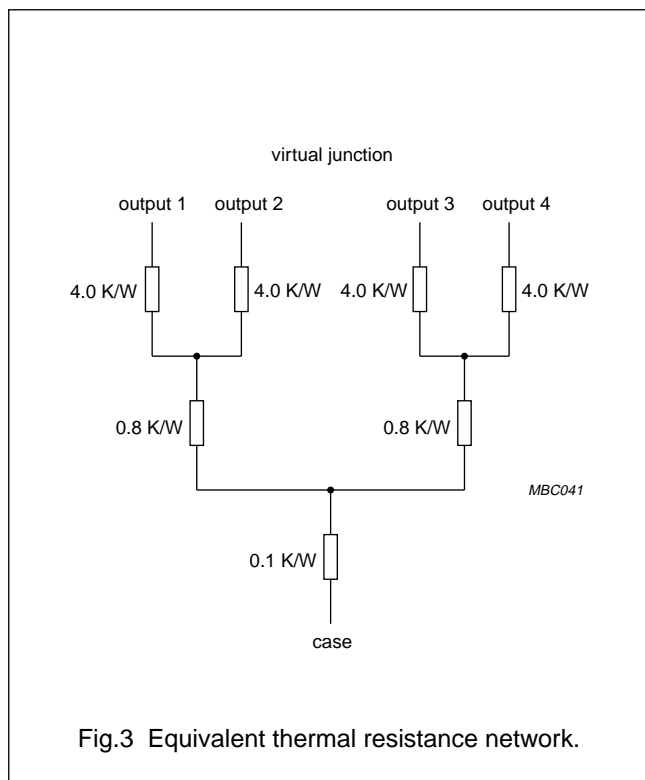 virtual junction
output 1 output 2 output 3 output 4
4.0 K/W 4.0 K/W 4.0 K/W 4.0 K/W
0.8 K/W 0.8 K/W
MBC041
0.1 K/W
case
Fig.3 Equivalent thermal resistance network.